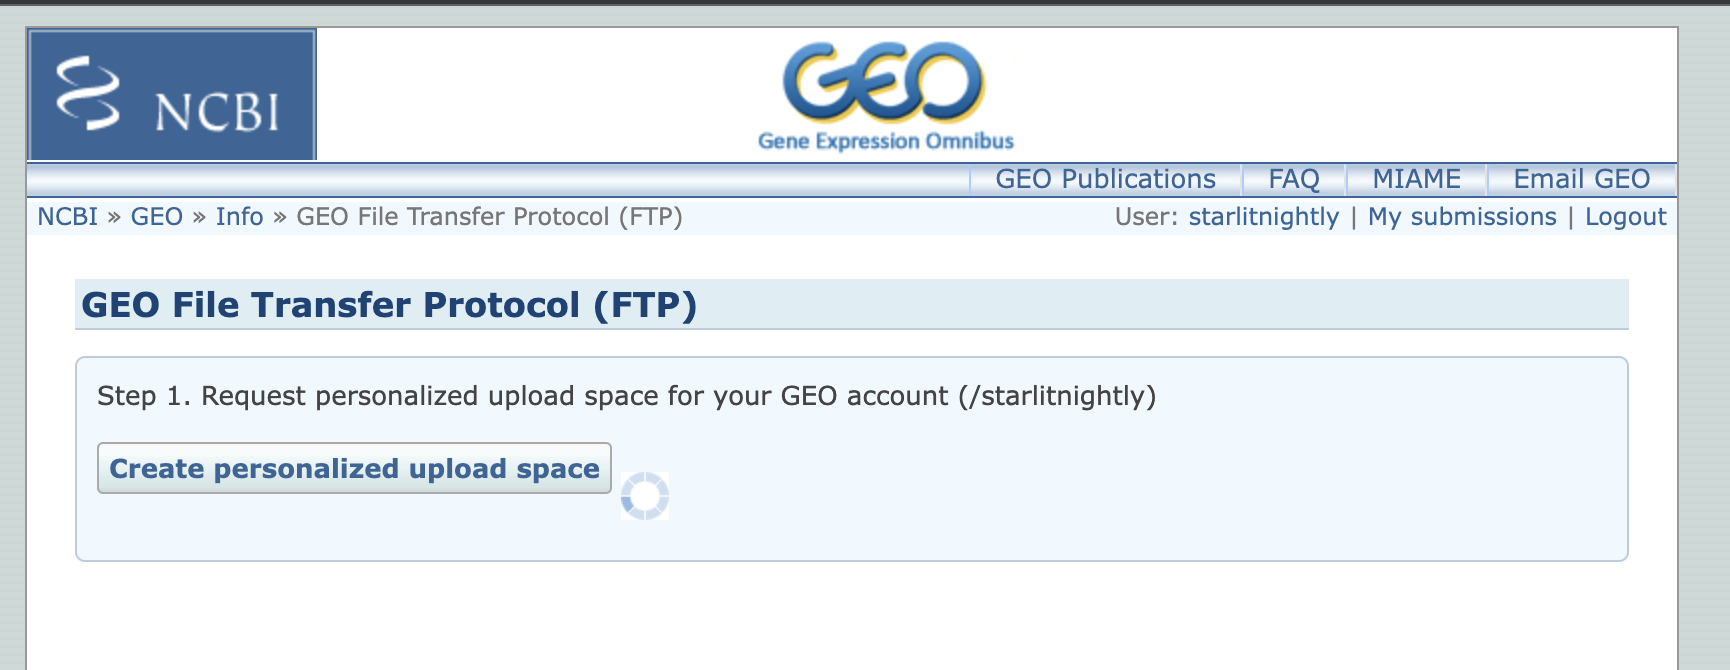 NCBI
GEO
Gene Expression Omnibus
GEO Publications FAQ MIAME Email GEO
NCBI » GEO » Info » GEO File Transfer Protocol (FTP) User: starlitnightly | My submissions | Logout
GEO File Transfer Protocol (FTP)
Step 1. Request personalized upload space for your GEO account (/starlitnightly)
Create personalized upload space